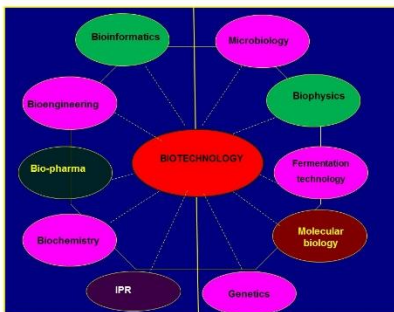 Bioinformatics
Microbiology
Bioengineering
Biophysics
Bio-pharma
BIOTECHNOLOGY
Fermentation
technology
Biochemistry
Molecular
biology
IPR
Genetics